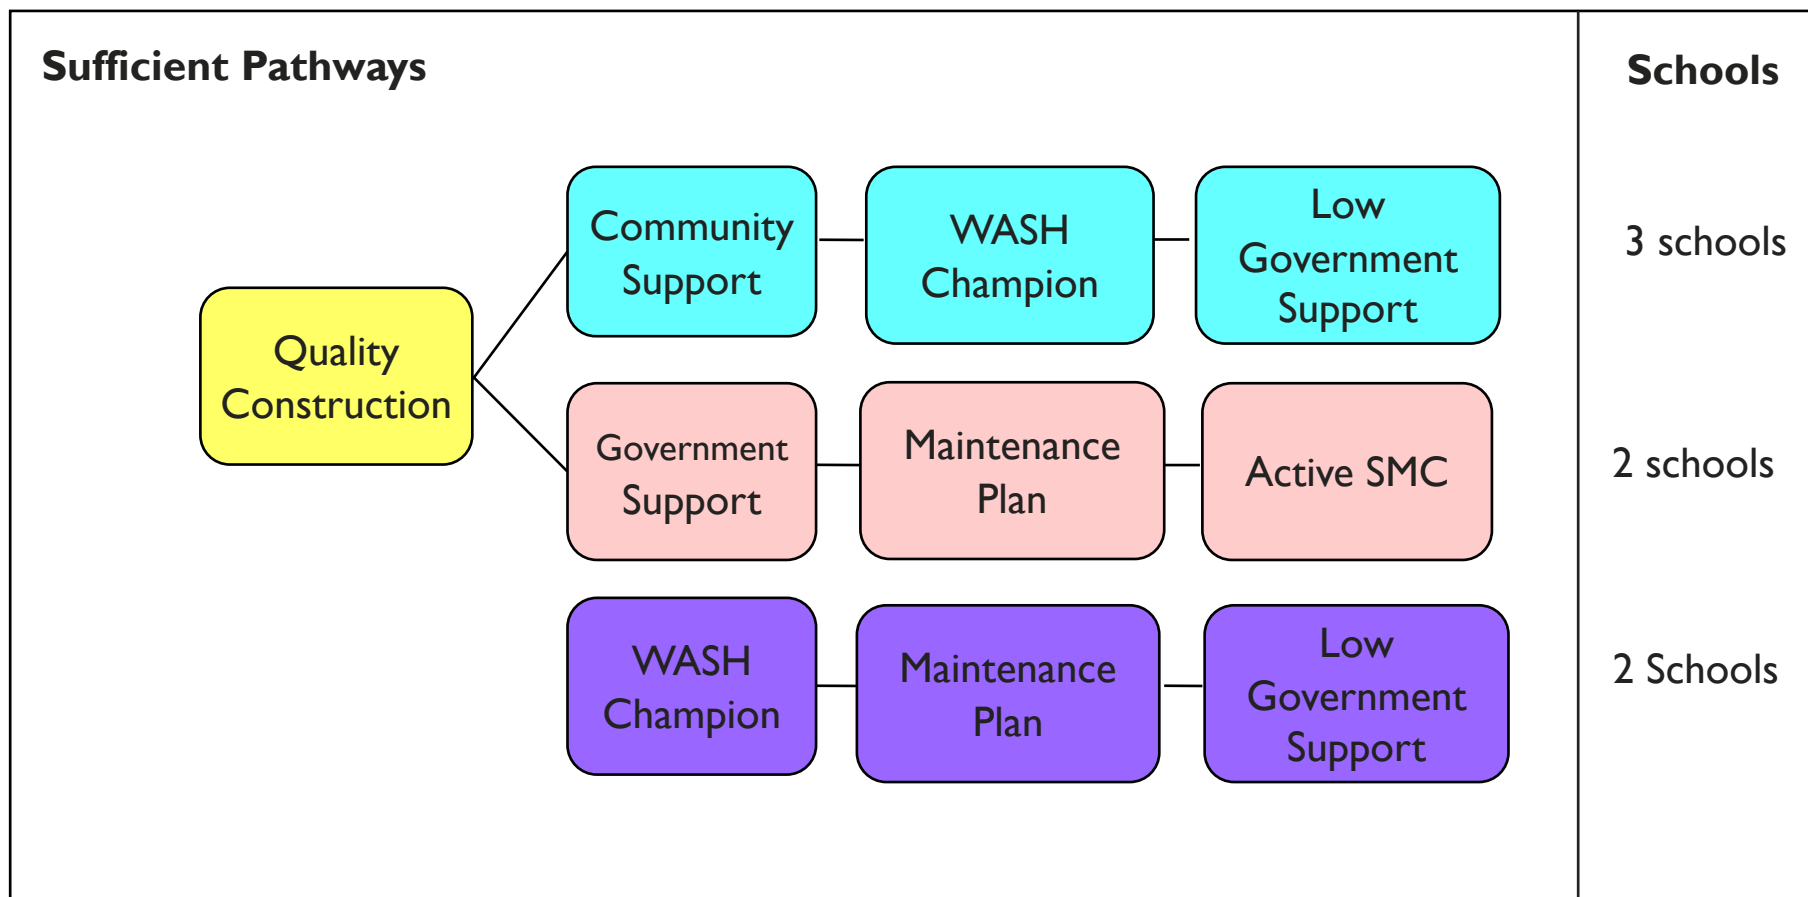 Sufficient Pathways
Schools
Community
Support
WASH
Champion
Low
Government
Support
3 schools
Quality
Construction
Government
Support
Maintenance
Plan
Active SMC
2 schools
WASH
Champion
Maintenance
Plan
Low
Government
Support
2 Schools